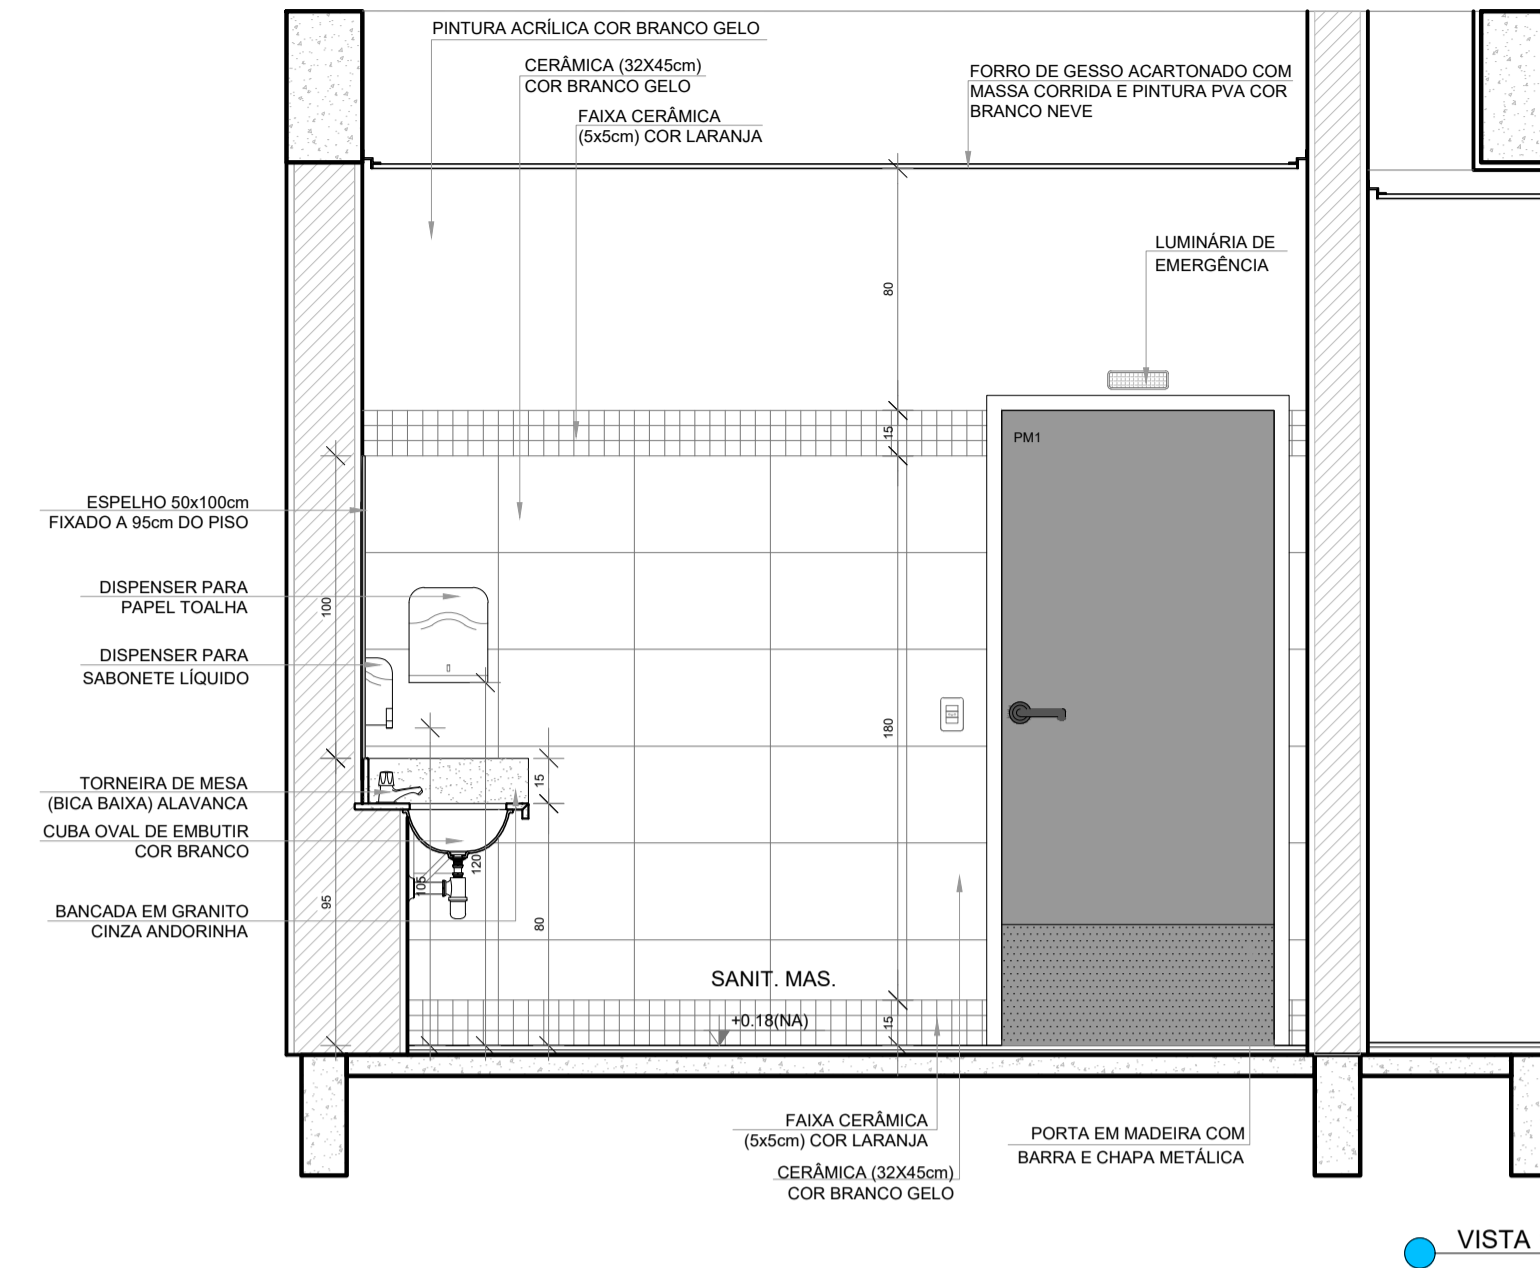 PINTURA ACRÍLICA COR BRANCO GELO
CERÂMICA (32X45cm)
COR BRANCO GELO
FAIXA CERÂMICA
(5x5cm) COR LARANJA
FORRO DE GESSO ACARTONADO COM
MASSA CORRIDA E PINTURA PVA COR
BRANCO NEVE
LUMINÁRIA DE
EMERGÊNCIA
80
15
PM1
ESPELHO 50x100cm
FIXADO A 95cm DO PISO
DISPENSER PARA
PAPEL TOALHA
100
DISPENSER PARA
SABONETE LÍQUIDO
180
TORNEIRA DE MESA
(BICA BAIXA) ALAVANCA
15
CUBA OVAL DE EMBUTIR
COR BRANCO
120
105
95
BANCADA EM GRANITO
CINZA ANDORINHA
80
SANIT. MAS.
+0.18(NA)
15
FAIXA CERÂMICA
(5x5cm) COR LARANJA
CERÂMICA (32X45cm)
COR BRANCO GELO
PORTA EM MADEIRA COM
BARRA E CHAPA METÁLICA
VISTA